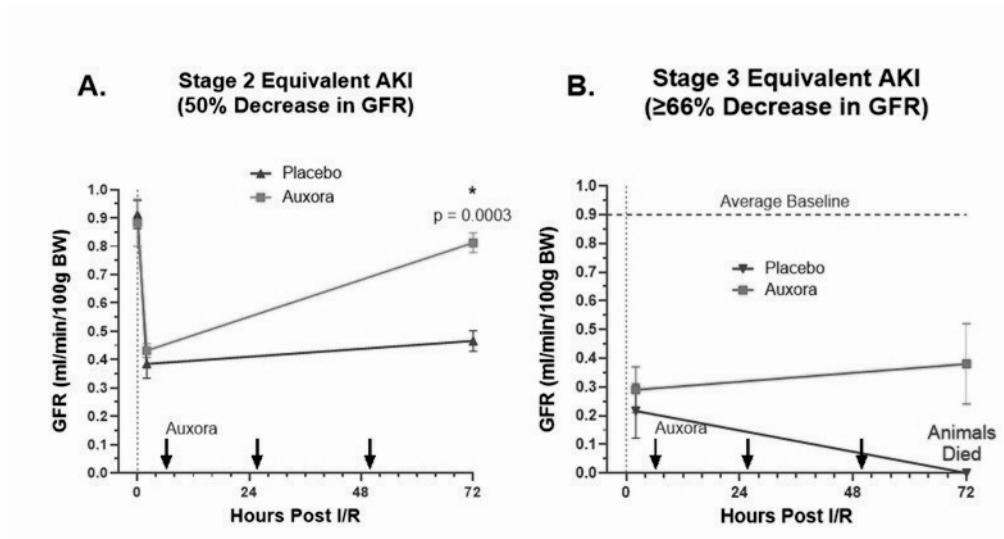 A.
Stage 2 Equivalent AKI
(50% Decrease in GFR)
Placebo
Auxora
*
p = 0.0003
GFR (ml/min/100g BW)
1.0
0.9
0.8
0.7
0.6
0.5
0.4
0.3
0.2
0.1
0.0
Auxora
0 24 48 72
Hours Post I/R
B.
Stage 3 Equivalent AKI
(≥66% Decrease in GFR)
Average Baseline
Placebo
Auxora
GFR (ml/min/100g BW)
1.0
0.9
0.9
0.8
0.7
0.6
0.5
0.4
0.3
0.2
0.1
0.0
Auxora
Animals
Died
0 24 48 72
Hours Post I/R